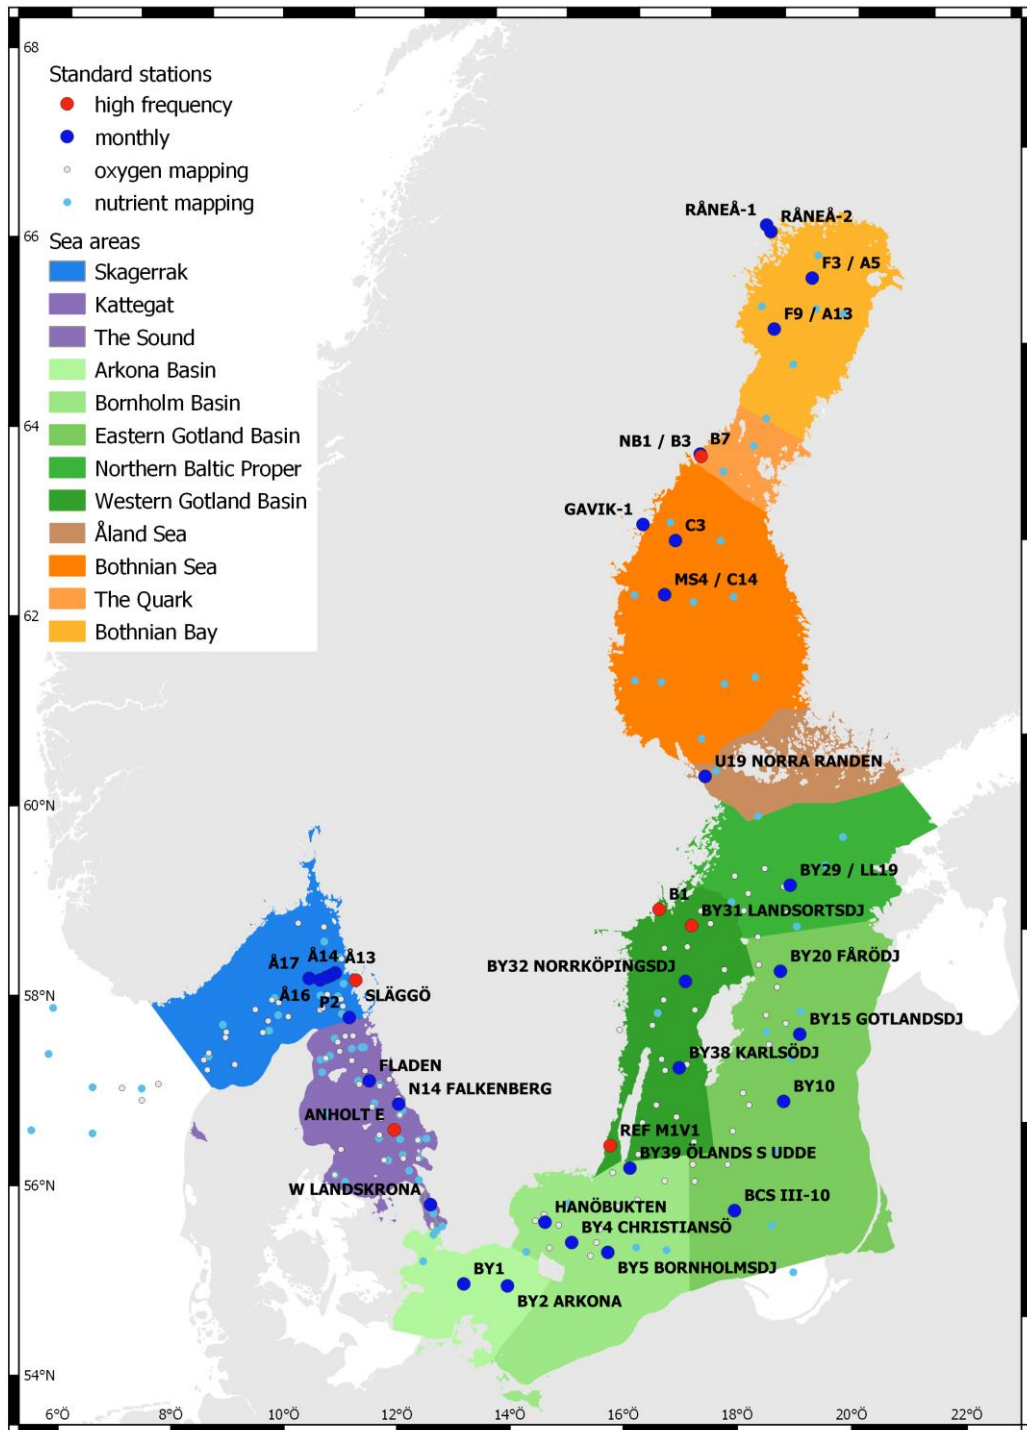 68
Standard stations
high frequency
monthly
oxygen mapping
nutrient mapping
Sea areas
Skagerrak
Kattegat
The Sound
Arkona Basin
Bornholm Basin
Eastern Gotland Basin
Northern Baltic Proper
Western Gotland Basin
Åland Sea
Bothnian Sea
The Quark
Bothnian Bay
RÅNEÅ-1
RÅNEÅ-2
66
F3 / A5
F9 / A13
64
NB1 / B3
B7
GAVIK-1
C3
MS4 / C14
62
U19 NORRA RANDEN
60°N
BY29 / LL19
B1
BY31 LANDSORTSDJ
Å17
Å14
Å13
BY32 NORRKÖPINGSDJ
BY20 FÅRÖDJ
Å16
P2
SLÄGGÖ
58°N
BY15 GOTLANDSDJ
BY38 KARLSÖDJ
FLADEN
N14 FALKENBERG
BY10
ANHOLT E
REF M1V1
BY39 ÖLANDS S UDDE
56°N
W LANDSKRONA
BCS III-10
HANÖBUKTEN
BY4 CHRISTIANSÖ
BY5 BORNHOLMSDJ
BY1
BY2 ARKONA
54°N
6°O
8°O
10°O
12°O
14°O
16°O
18°O
20°O
22°O